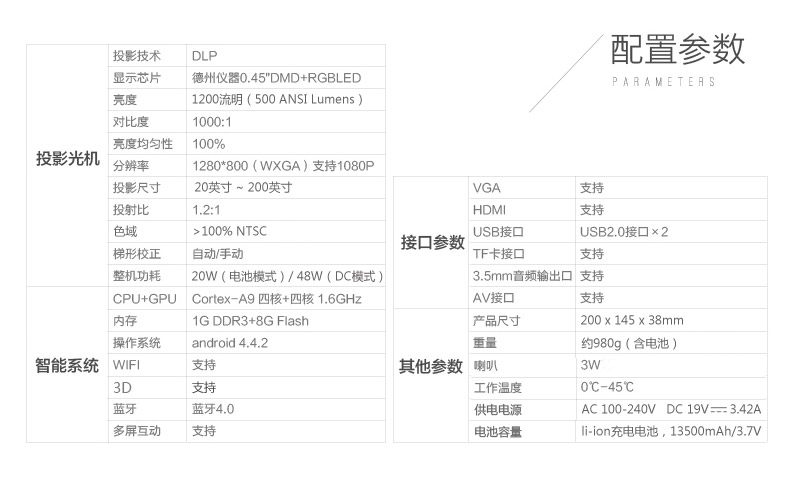 配置参数
PARAMETERS
投影光机
投影技术 DLP
显示芯片 德州仪器0.45"DMD+RGBLED
亮度 1200流明（500 ANSI Lumens）
对比度 1000:1
亮度均匀性 100%
分辨率 1280*800（WXGA）支持1080P
投影尺寸 20英寸 ~ 200英寸
投射比 1.2:1
色域 >100% NTSC
梯形校正 自动/手动
整机功耗 20W（电池模式）/ 48W（DC模式）
智能系统
CPU+GPU Cortex-A9 四核+四核 1.6GHz
内存 1G DDR3+8G Flash
操作系统 android 4.4.2
WIFI 支持
3D 支持
蓝牙 蓝牙4.0
多屏互动 支持
接口参数
VGA 支持
HDMI 支持
USB接口 USB2.0接口×2
TF卡接口 支持
3.5mm音频输出口 支持
AV接口 支持
其他参数
产品尺寸 200 x 145 x 38mm
重量 约980g（含电池）
喇叭 3W
工作温度 0℃-45℃
供电电源 AC 100-240V DC 19V⎓3.42A
电池容量 li-ion充电电池，13500mAh/3.7V